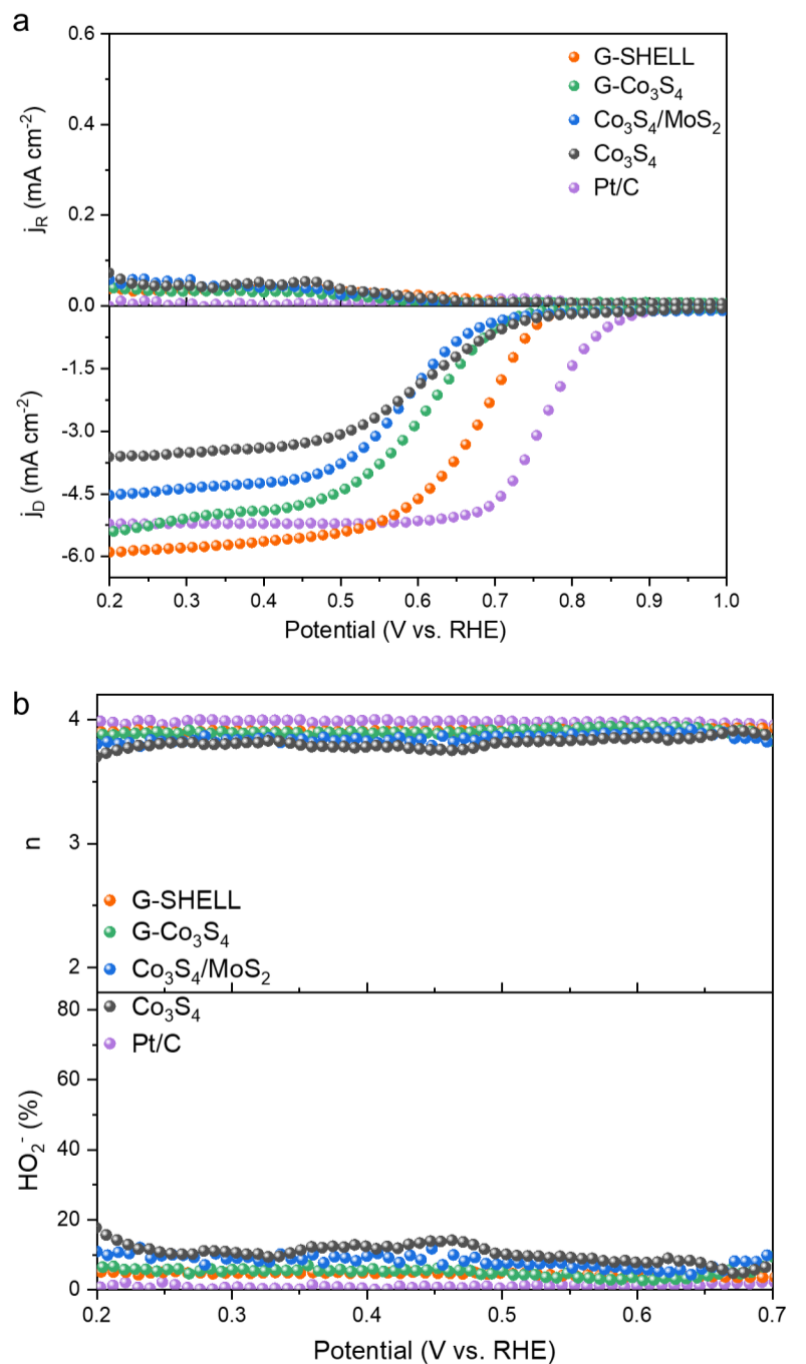 a
j_R (mA cm⁻²)
0.6
0.4
0.2
0.0
G-SHELL
G-Co₃S₄
Co₃S₄/MoS₂
Co₃S₄
Pt/C
j_D (mA cm⁻²)
-1.5
-3.0
-4.5
-6.0
0.2 0.3 0.4 0.5 0.6 0.7 0.8 0.9 1.0
Potential (V vs. RHE)
b
n
4
3
2
G-SHELL
G-Co₃S₄
Co₃S₄/MoS₂
Co₃S₄
Pt/C
HO₂⁻ (%)
80
60
40
20
0
0.2 0.3 0.4 0.5 0.6 0.7
Potential (V vs. RHE)